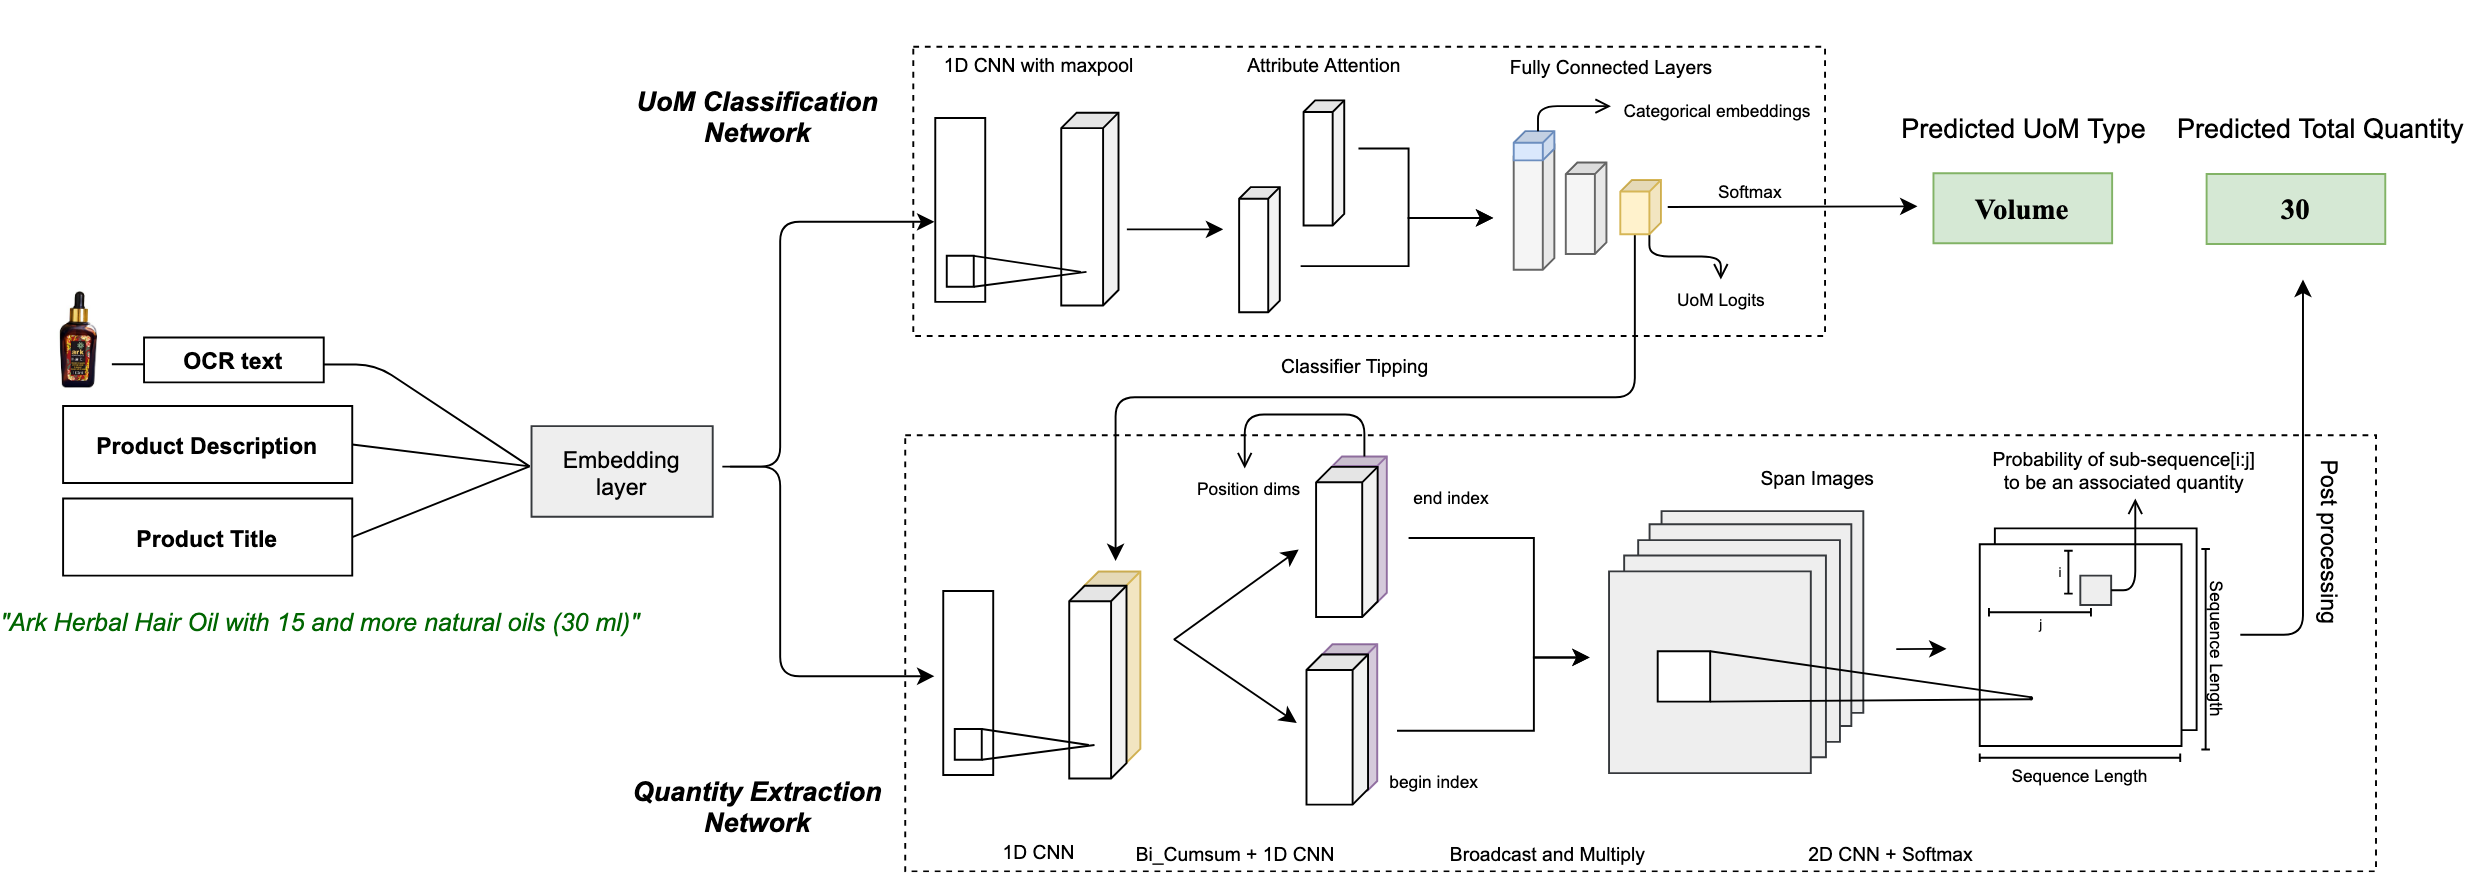 1D CNN with maxpool
Attribute Attention
Fully Connected Layers
UoM Classification
Network
Categorical embeddings
Predicted UoM Type
Predicted Total Quantity
Softmax
Volume
30
UoM Logits
OCR text
Classifier Tipping
Product Description
Embedding
layer
Product Title
"Ark Herbal Hair Oil with 15 and more natural oils (30 ml)"
Position dims
end index
Span Images
Probability of sub-sequence[i:j]
to be an associated quantity
Post processing
i
j
Sequence Length
Sequence Length
begin index
Quantity Extraction
Network
1D CNN
Bi_Cumsum + 1D CNN
Broadcast and Multiply
2D CNN + Softmax
ark